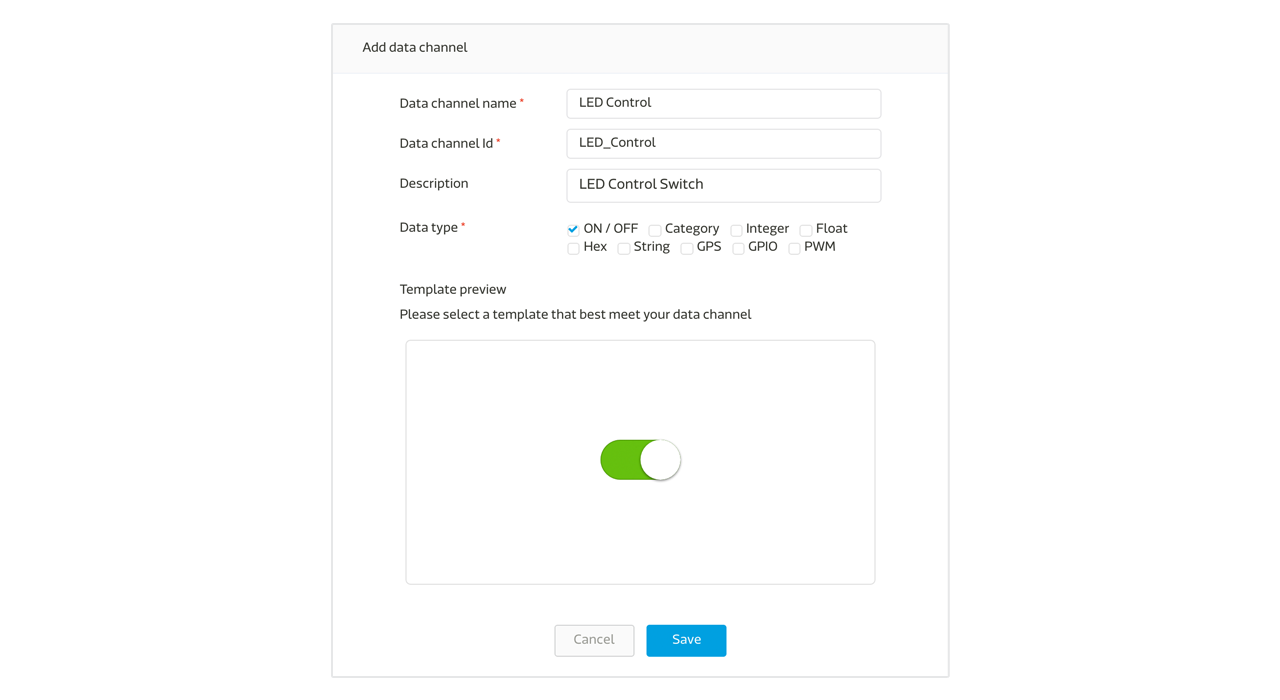 Add data channel
Data channel name * LED Control
Data channel Id * LED_Control
Description LED Control Switch
Data type * ON / OFF Category Integer Float
Hex String GPS GPIO PWM
Template preview
Please select a template that best meet your data channel
Cancel Save